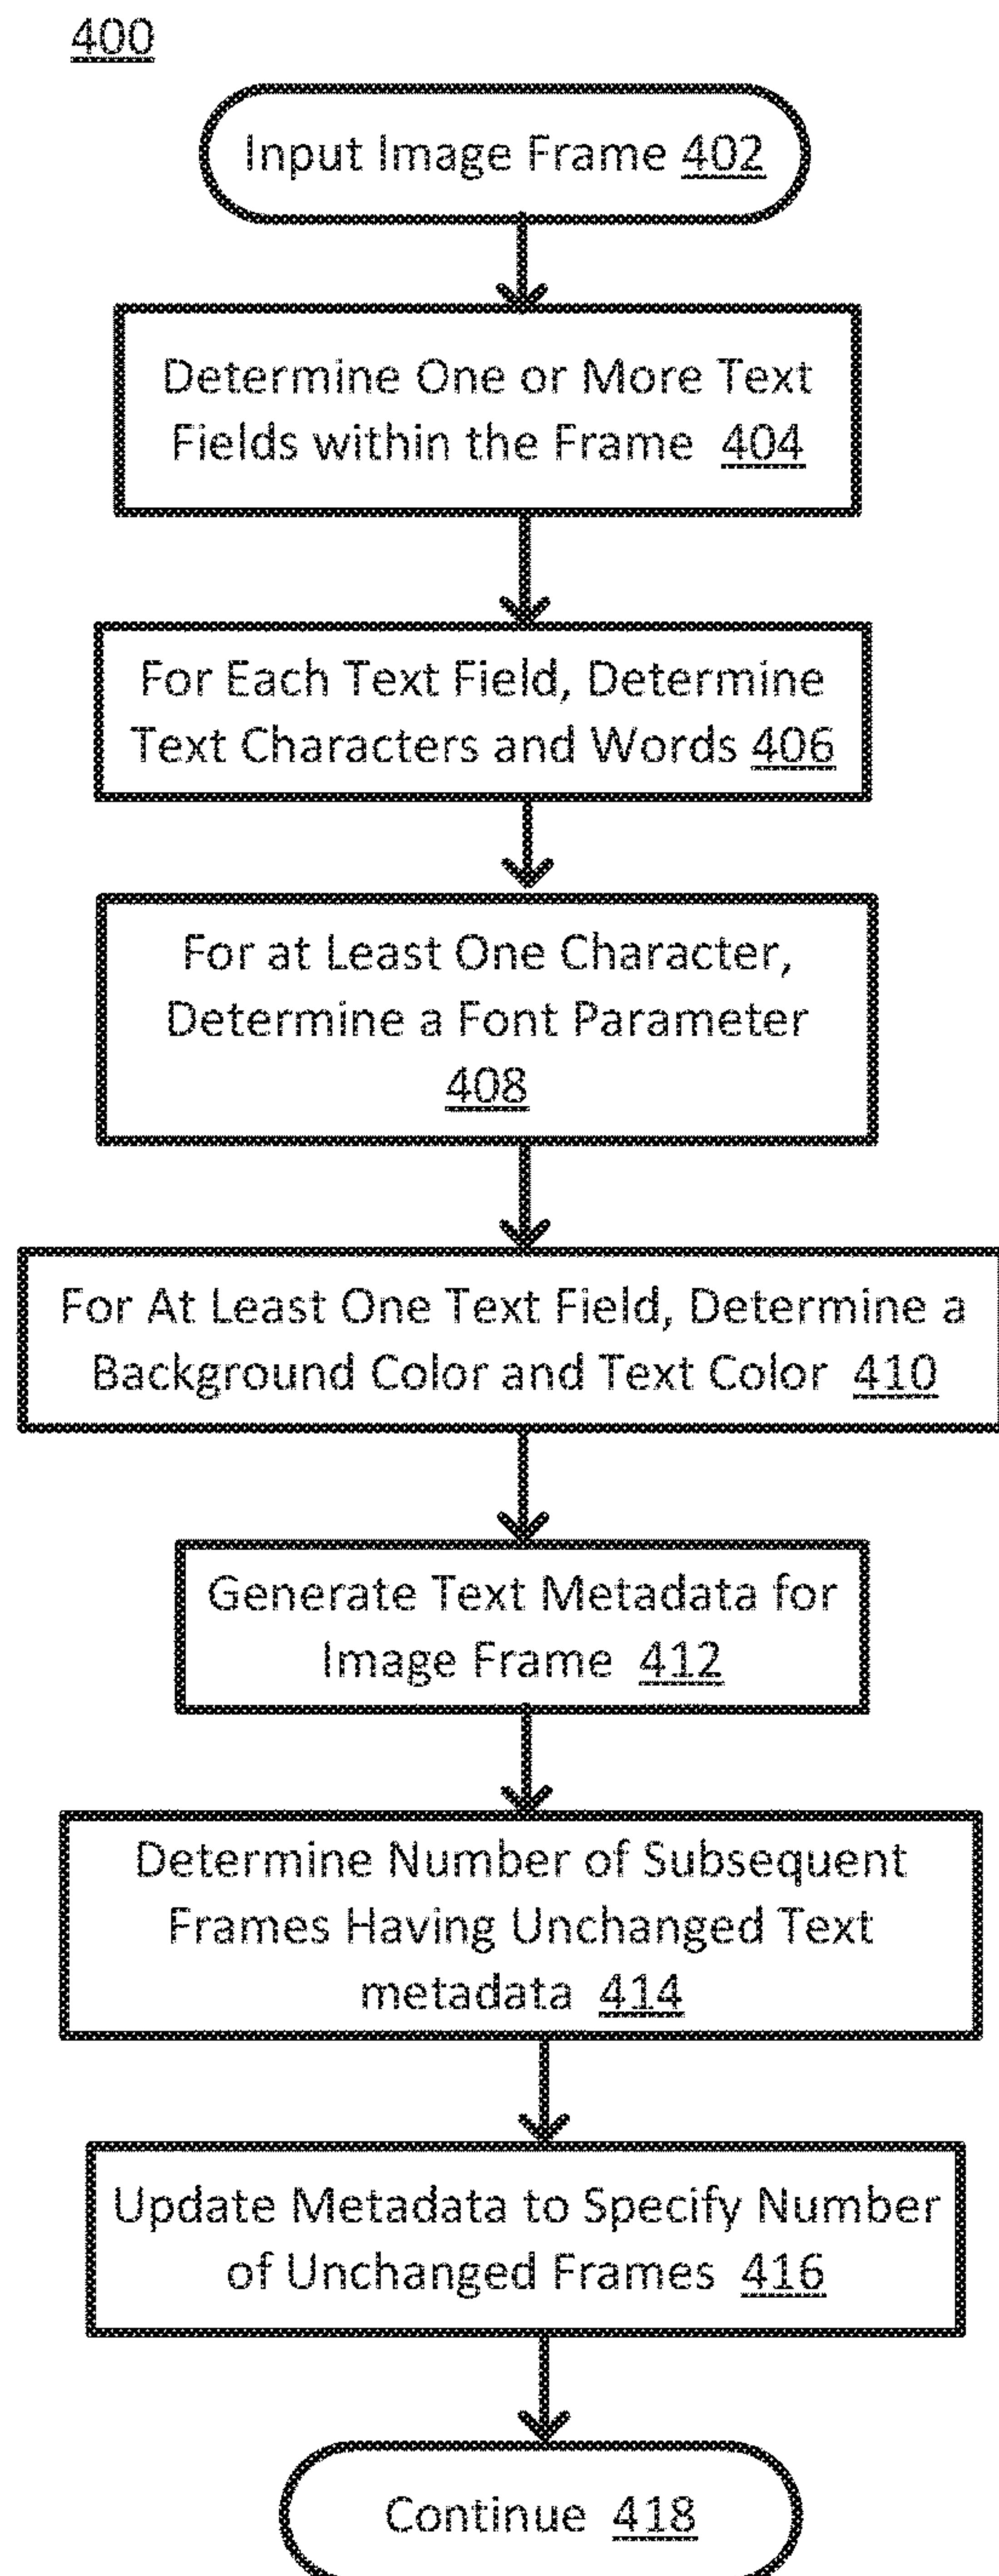 400
Input Image Frame 402
Determine One or More Text
Fields within the Frame 404
For Each Text Field, Determine
Text Characters and Words 406
For at Least One Character,
Determine a Font Parameter
408
For At Least One Text Field, Determine a
Background Color and Text Color 410
Generate Text Metadata for
Image Frame 412
Determine Number of Subsequent
Frames Having Unchanged Text
metadata 414
Update Metadata to Specify Number
of Unchanged Frames 416
Continue 418